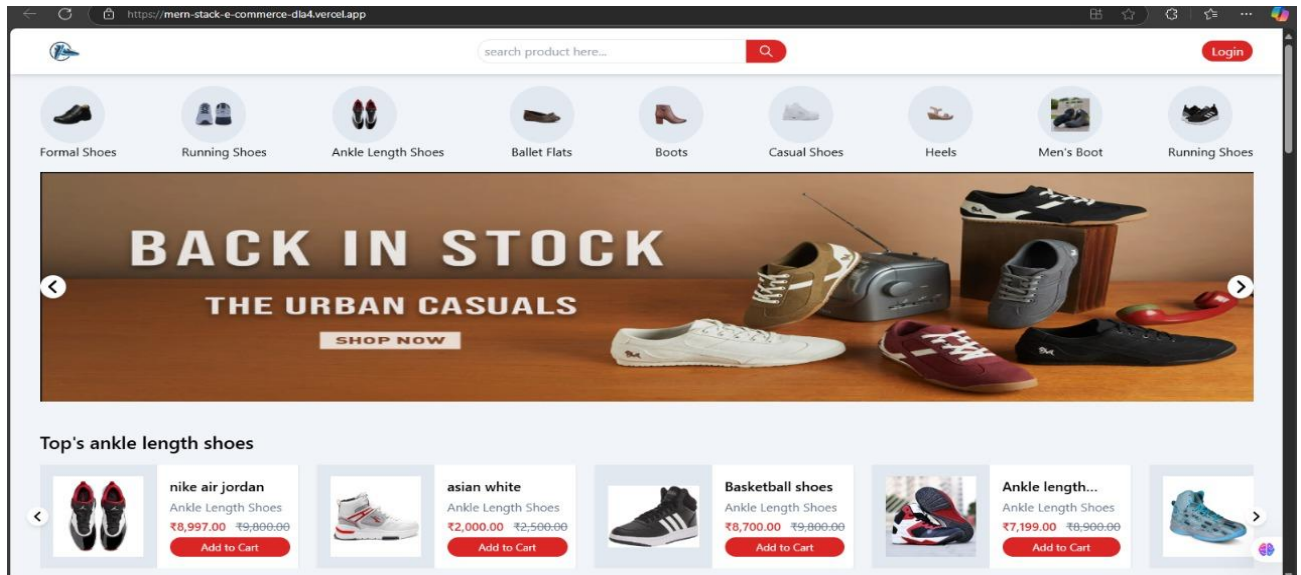 https://mern-stack-e-commerce-dla4.vercel.app
search product here...
Login
Formal Shoes
Running Shoes
Ankle Length Shoes
Ballet Flats
Boots
Casual Shoes
Heels
Men's Boot
Running Shoes
BACK IN STOCK
THE URBAN CASUALS
SHOP NOW
Top's ankle length shoes
nike air jordan
Ankle Length Shoes
₹8,997.00 ₹9,800.00
Add to Cart
asian white
Ankle Length Shoes
₹2,000.00 ₹2,500.00
Add to Cart
Basketball shoes
Ankle Length Shoes
₹8,700.00 ₹9,800.00
Add to Cart
Ankle length...
Ankle Length Shoes
₹7,199.00 ₹8,900.00
Add to Cart